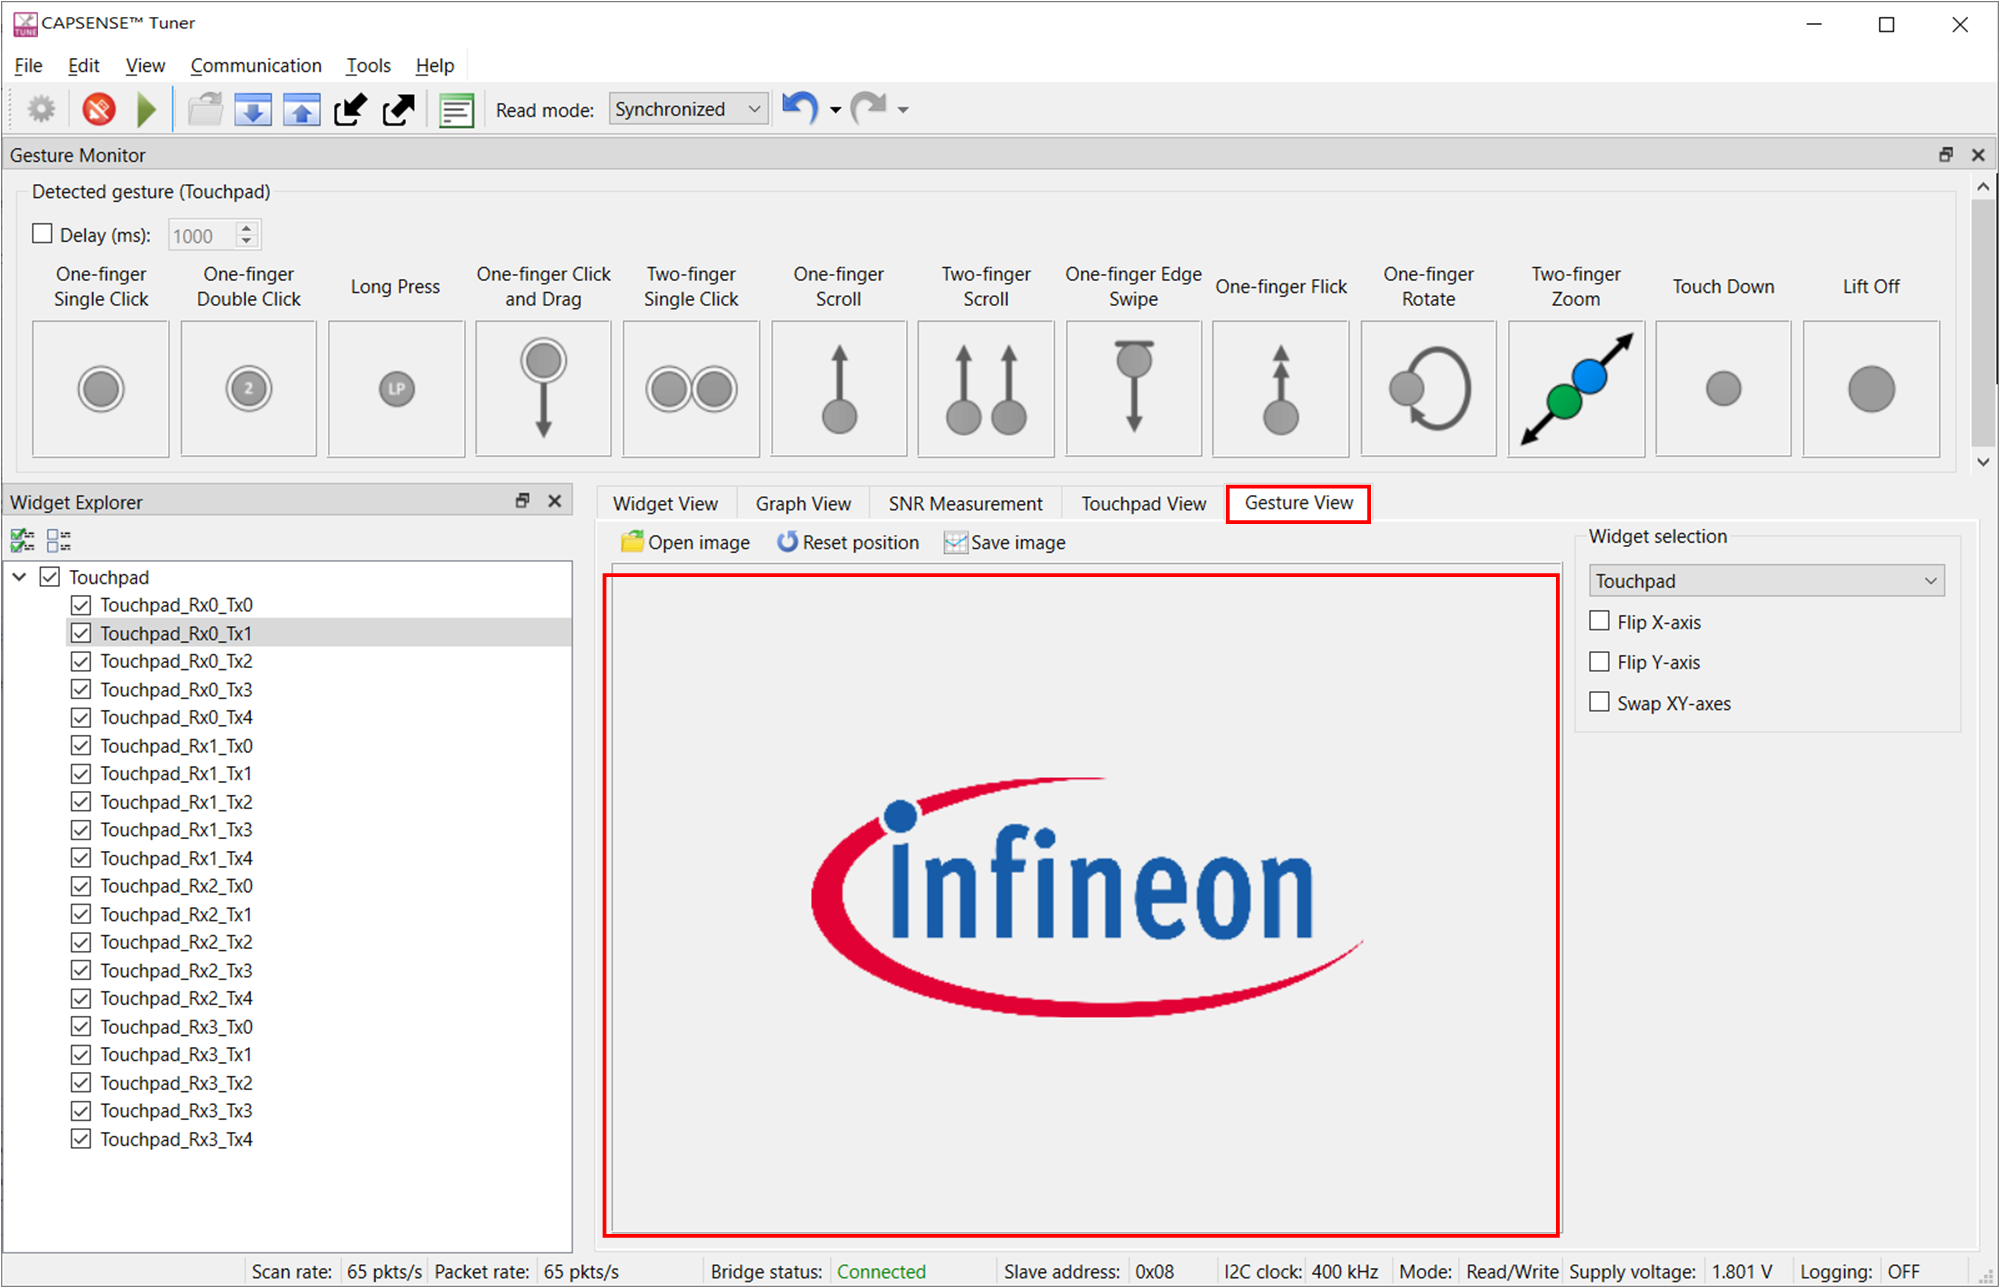 TUNE
CAPSENSE™ Tuner
File Edit View Communication Tools Help
Read mode: Synchronized
Gesture Monitor
Detected gesture (Touchpad)
Delay (ms): 1000
One-finger Single Click
One-finger Double Click
Long Press
One-finger Click and Drag
Two-finger Single Click
One-finger Scroll
Two-finger Scroll
One-finger Edge Swipe
One-finger Flick
One-finger Rotate
Two-finger Zoom
Touch Down
Lift Off
2
LP
Widget Explorer
Touchpad
Touchpad_Rx0_Tx0
Touchpad_Rx0_Tx1
Touchpad_Rx0_Tx2
Touchpad_Rx0_Tx3
Touchpad_Rx0_Tx4
Touchpad_Rx1_Tx0
Touchpad_Rx1_Tx1
Touchpad_Rx1_Tx2
Touchpad_Rx1_Tx3
Touchpad_Rx1_Tx4
Touchpad_Rx2_Tx0
Touchpad_Rx2_Tx1
Touchpad_Rx2_Tx2
Touchpad_Rx2_Tx3
Touchpad_Rx2_Tx4
Touchpad_Rx3_Tx0
Touchpad_Rx3_Tx1
Touchpad_Rx3_Tx2
Touchpad_Rx3_Tx3
Touchpad_Rx3_Tx4
Widget View Graph View SNR Measurement Touchpad View Gesture View
Open image Reset position Save image
infineon
Widget selection
Touchpad
Flip X-axis
Flip Y-axis
Swap XY-axes
Scan rate: 65 pkts/s Packet rate: 65 pkts/s Bridge status: Connected Slave address: 0x08 I2C clock: 400 kHz Mode: Read/Write Supply voltage: 1.801 V Logging: OFF